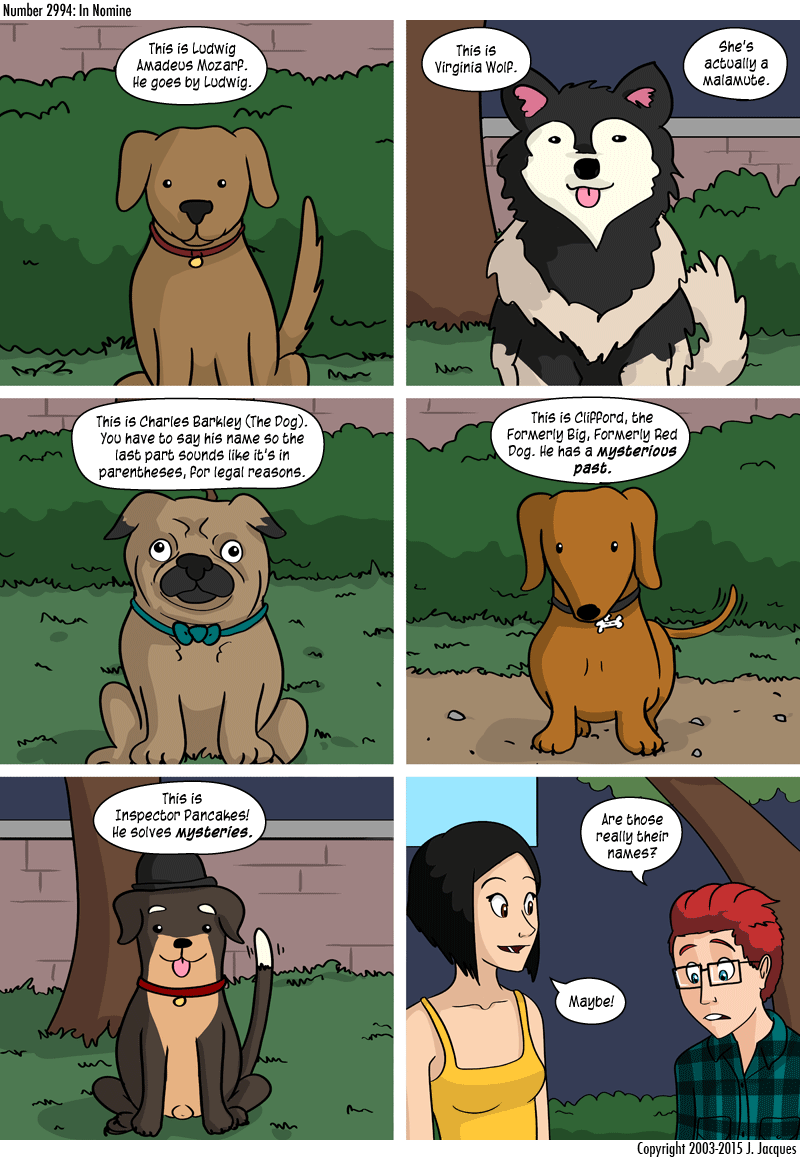 Number 2994: In Nomine
This is Ludwig
Amadeus Mozarf.
He goes by Ludwig.
This is
Virginia Wolf.
She's
actually a
malamute.
This is Charles Barkley (The Dog).
You have to say his name so the
last part sounds like it's in
parentheses, for legal reasons.
This is Clifford, the
Formerly Big, Formerly Red
Dog. He has a mysterious
past.
This is
Inspector Pancakes!
He solves mysteries.
Are those
really their
names?
Maybe!
Copyright 2003-2015 J. Jacques